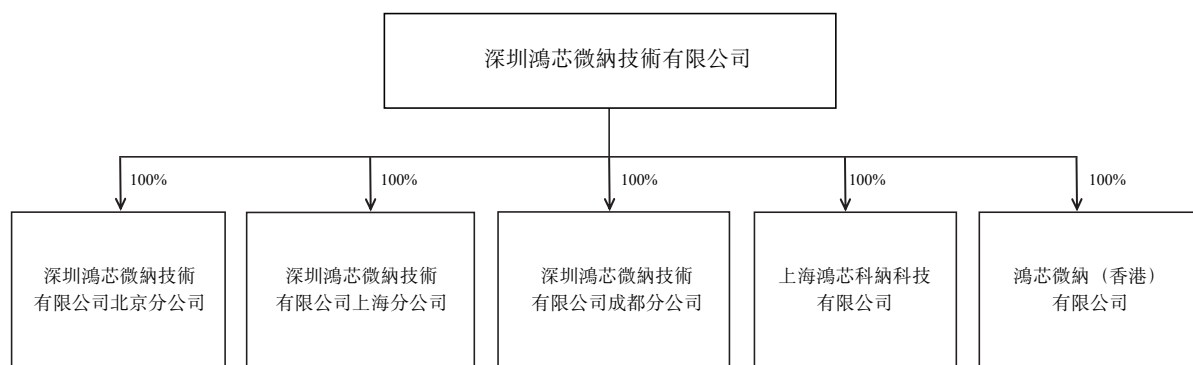 深圳鴻芯微納技術有限公司
100%
100%
100%
100%
100%
深圳鴻芯微納技術
有限公司北京分公司
深圳鴻芯微納技術
有限公司上海分公司
深圳鴻芯微納技術
有限公司成都分公司
上海鴻芯科納科技
有限公司
鴻芯微納（香港）
有限公司